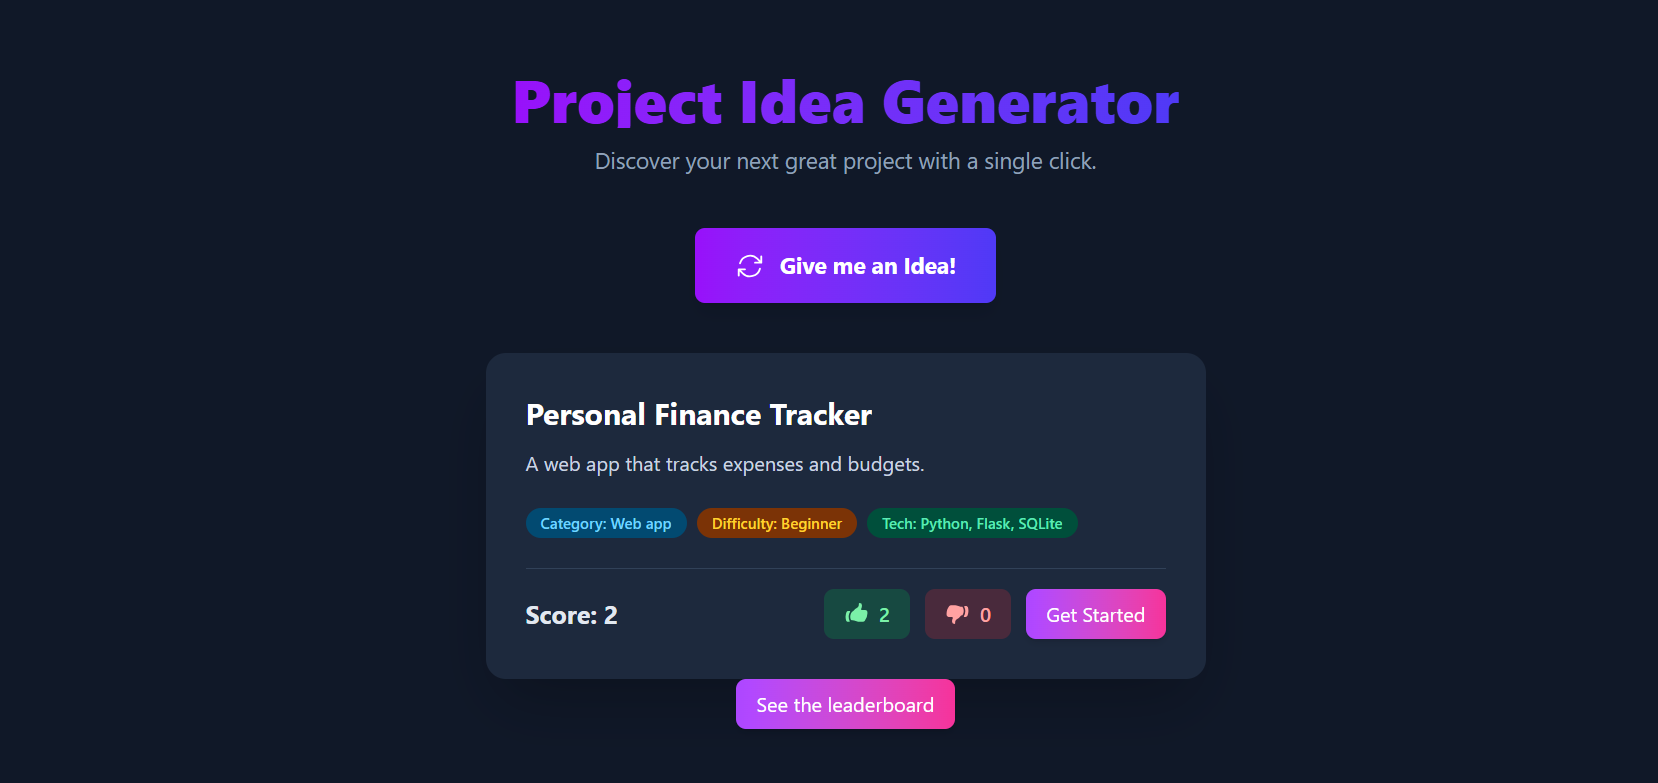 Project Idea Generator
Discover your next great project with a single click.
Give me an Idea!
Personal Finance Tracker
A web app that tracks expenses and budgets.
Category: Web app Difficulty: Beginner Tech: Python, Flask, SQLite
Score: 2 2 0 Get Started
See the leaderboard